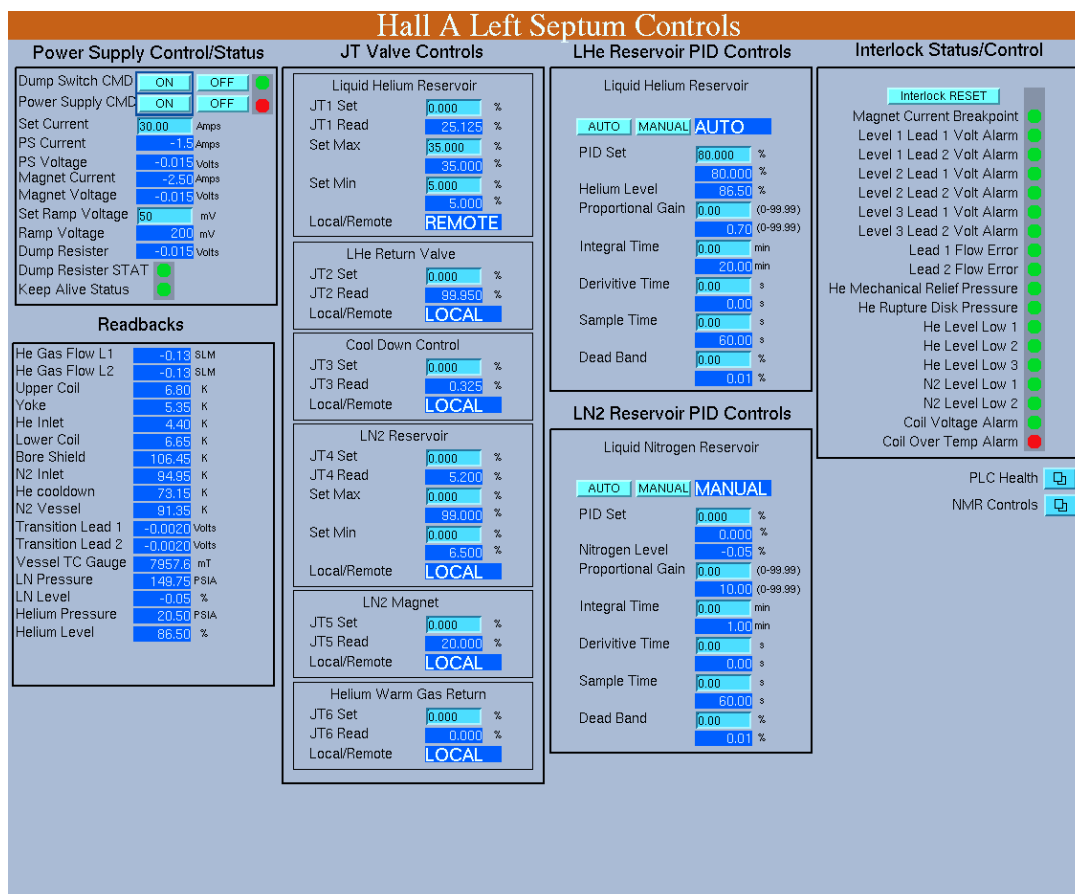 Hall A Left Septum Controls
Power Supply Control/Status
Dump Switch CMD ON OFF
Power Supply CMD ON OFF
Set Current 30.00 Amps
PS Current -1.5 Amps
PS Voltage -0.015 Volts
Magnet Current -2.50 Amps
Magnet Voltage -0.015 Volts
Set Ramp Voltage 50 mV
Ramp Voltage 200 mV
Dump Resister -0.015 Volts
Dump Resister STAT
Keep Alive Status
Readbacks
He Gas Flow L1 -0.13 SLM
He Gas Flow L2 -0.13 SLM
Upper Coil 6.80 K
Yoke 5.35 K
He Inlet 4.40 K
Lower Coil 6.65 K
Bore Shield 106.45 K
N2 Inlet 94.95 K
He cooldown 73.15 K
N2 Vessel 91.35 K
Transition Lead 1 -0.0020 Volts
Transition Lead 2 -0.0020 Volts
Vessel TC Gauge 7957.6 mT
LN Pressure 149.75 PSIA
LN Level -0.05 %
Helium Pressure 20.50 PSIA
Helium Level 86.50 %
JT Valve Controls
Liquid Helium Reservoir
JT1 Set 0.000 %
JT1 Read 25.125 %
Set Max 35.000 %
35.000 %
Set Min 5.000 %
5.000 %
Local/Remote REMOTE
LHe Return Valve
JT2 Set 0.000 %
JT2 Read 99.950 %
Local/Remote LOCAL
Cool Down Control
JT3 Set 0.000 %
JT3 Read 0.325 %
Local/Remote LOCAL
LN2 Reservoir
JT4 Set 0.000 %
JT4 Read 5.200 %
Set Max 0.000 %
99.000 %
Set Min 0.000 %
6.500 %
Local/Remote LOCAL
LN2 Magnet
JT5 Set 0.000 %
JT5 Read 20.000 %
Local/Remote LOCAL
Helium Warm Gas Return
JT6 Set 0.000 %
JT6 Read 0.000 %
Local/Remote LOCAL
LHe Reservoir PID Controls
Liquid Helium Reservoir
AUTO MANUAL AUTO
PID Set 80.000 %
80.000 %
Helium Level 86.50 %
Proportional Gain 0.00 (0-99.99)
0.70 (0-99.99)
Integral Time 0.00 min
20.00 min
Derivitive Time 0.00 s
0.00 s
Sample Time 0.00 s
60.00 s
Dead Band 0.00 %
0.01 %
LN2 Reservoir PID Controls
Liquid Nitrogen Reservoir
AUTO MANUAL MANUAL
PID Set 0.000 %
0.000 %
Nitrogen Level -0.05 %
Proportional Gain 0.00 (0-99.99)
10.00 (0-99.99)
Integral Time 0.00 min
1.00 min
Derivitive Time 0.00 s
0.00 s
Sample Time 0.00 s
60.00 s
Dead Band 0.00 %
0.01 %
Interlock Status/Control
Interlock RESET
Magnet Current Breakpoint
Level 1 Lead 1 Volt Alarm
Level 1 Lead 2 Volt Alarm
Level 2 Lead 1 Volt Alarm
Level 2 Lead 2 Volt Alarm
Level 3 Lead 1 Volt Alarm
Level 3 Lead 2 Volt Alarm
Lead 1 Flow Error
Lead 2 Flow Error
He Mechanical Relief Pressure
He Rupture Disk Pressure
He Level Low 1
He Level Low 2
He Level Low 3
N2 Level Low 1
N2 Level Low 2
Coil Voltage Alarm
Coil Over Temp Alarm
PLC Health
NMR Controls